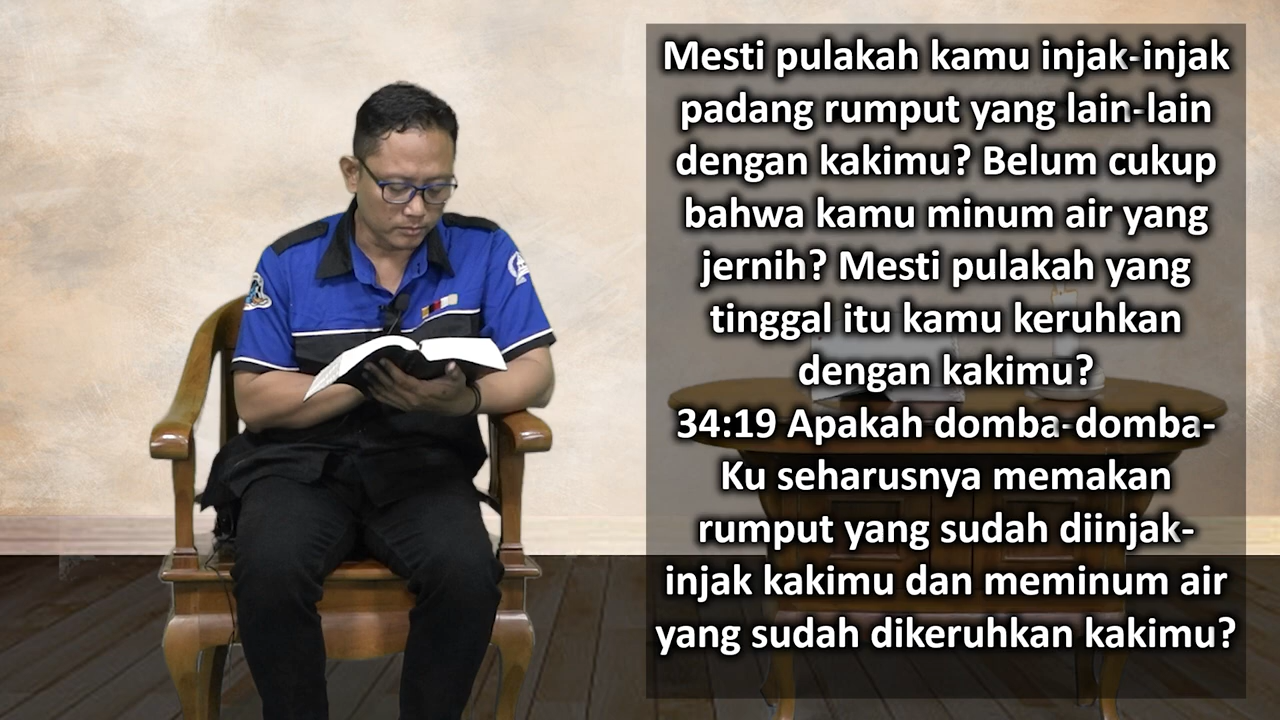 Mesti pulakah kamu injak-injak
padang rumput yang lain-lain
dengan kakimu? Belum cukup
bahwa kamu minum air yang
jernih? Mesti pulakah yang
tinggal itu kamu keruhkan
dengan kakimu?
34:19 Apakah domba-domba-
Ku seharusnya memakan
rumput yang sudah diinjak-
injak kakimu dan meminum air
yang sudah dikeruhkan kakimu?